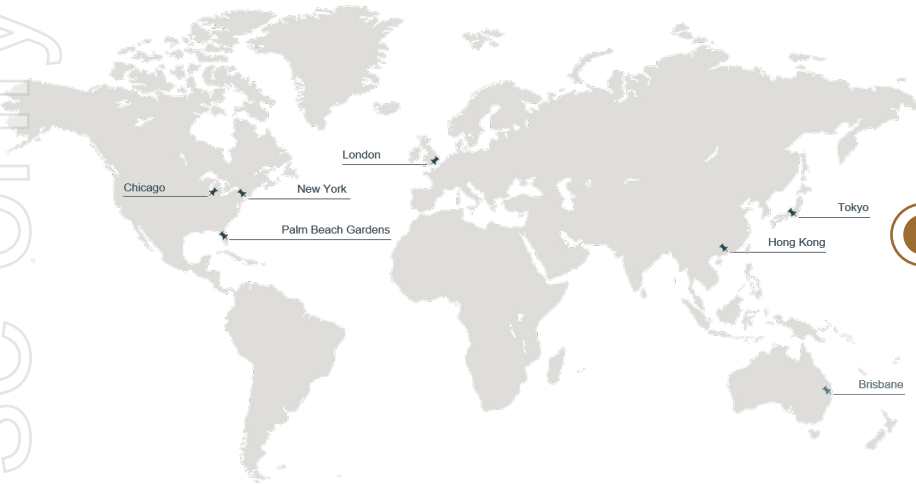 London
Chicago
New York
Tokyo
Palm Beach Gardens
Hong Kong
Brisbane